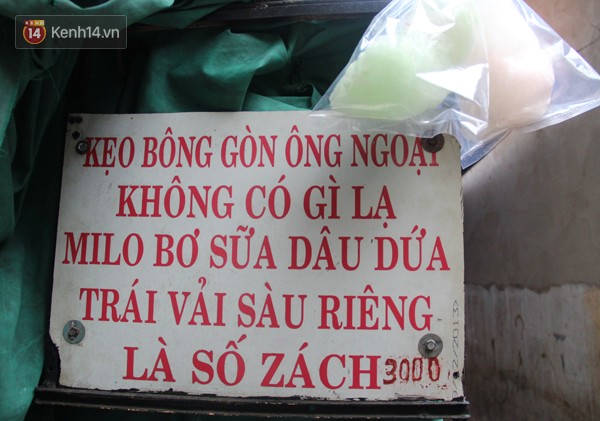 14 Kenh14.vn
KẸO BÔNG GÒN ÔNG NGOẠI
KHÔNG CÓ GÌ LẠ
MILO BƠ SỮA DÂU DỨA
TRÁI VẢI SÀU RIÊNG
LÀ SỐ ZÁCH 3000